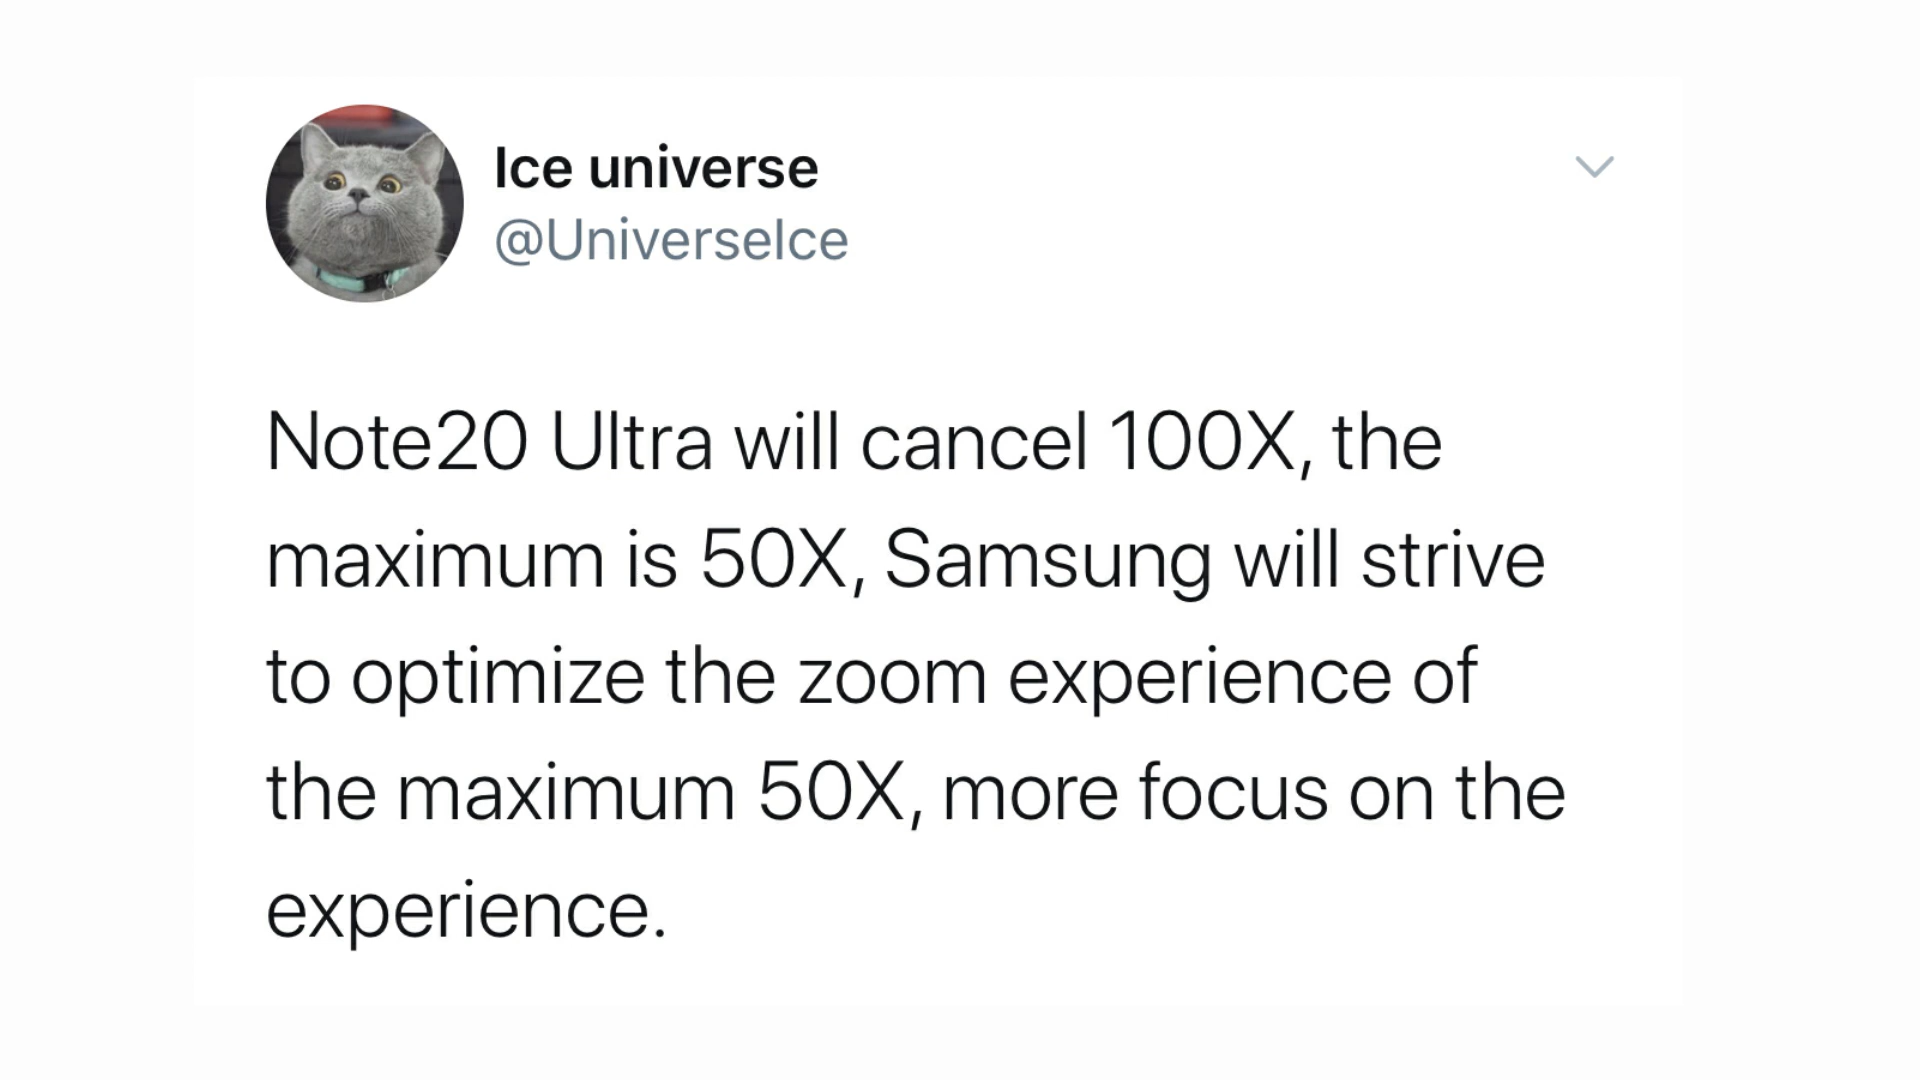 Ice universe
@UniverseIce
Note20 Ultra will cancel 100X, the
maximum is 50X, Samsung will strive
to optimize the zoom experience of
the maximum 50X, more focus on the
experience.